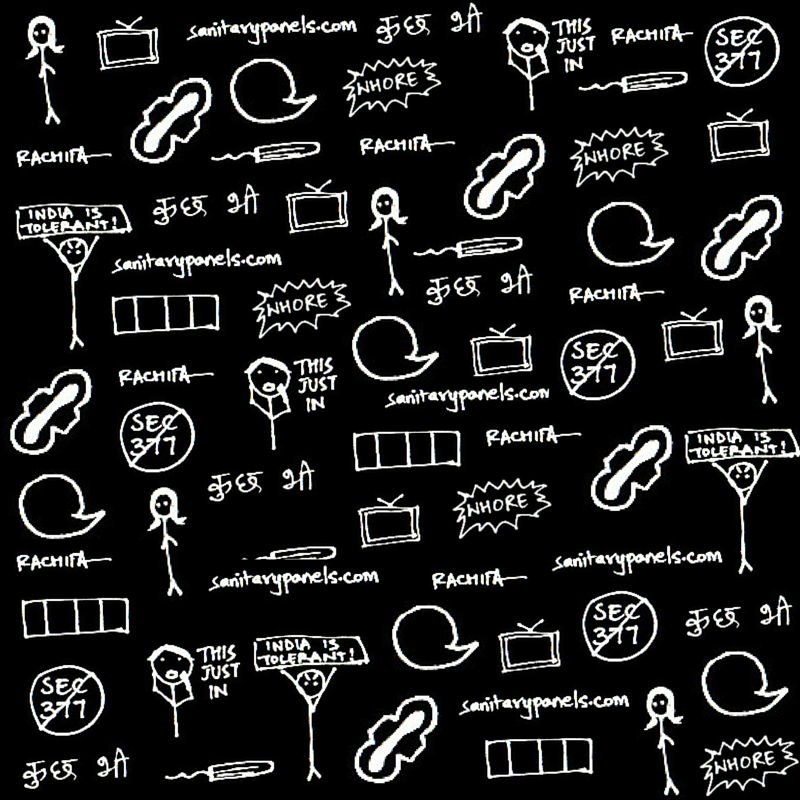 sanitarypanels.com
कुछ भी
THIS
JUST
IN
RACHITA
SEC
377
WHORE
RACHITA
RACHITA
WHORE
INDIA IS
TOLERANT!
कुछ भी
sanitarypanels.com
कुछ भी
RACHITA
WHORE
SEC
377
RACHITA
THIS
JUST
IN
sanitarypanels.com
SEC
377
RACHITA
INDIA IS
TOLERANT!
कुछ भी
WHORE
RACHITA
sanitarypanels.com
RACHITA
sanitarypanels.com
SEC
377
कुछ भी
SEC
377
THIS
JUST
IN
INDIA IS
TOLERANT!
sanitarypanels.com
कुछ भी
WHORE